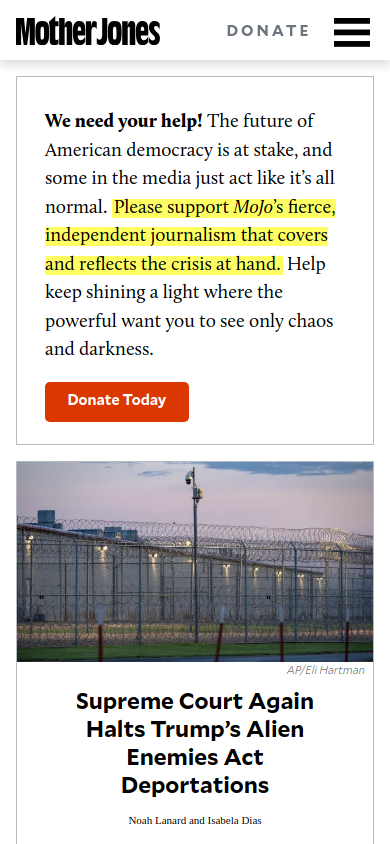 Mother Jones
DONATE
We need your help! The future of
American democracy is at stake, and
some in the media just act like it’s all
normal. Please support MoJo’s fierce,
independent journalism that covers
and reflects the crisis at hand. Help
keep shining a light where the
powerful want you to see only chaos
and darkness.
Donate Today
AP/Eli Hartman
Supreme Court Again
Halts Trump’s Alien
Enemies Act
Deportations
Noah Lanard and Isabela Dias